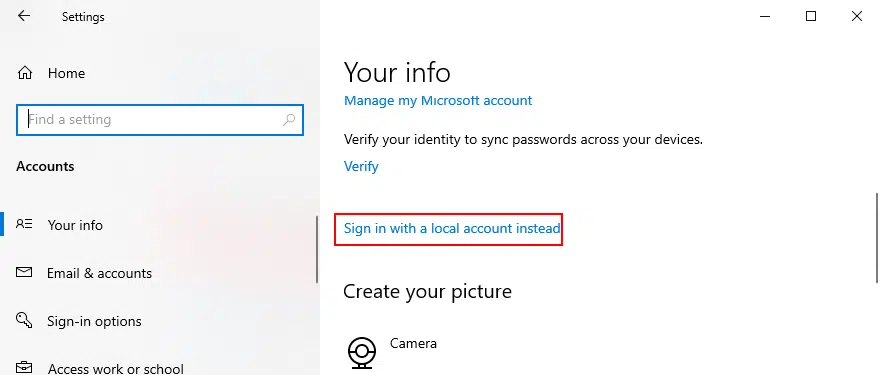 Settings
Home
Find a setting
Accounts
Your info
Email & accounts
Sign-in options
Access work or school
Your info
Manage my Microsoft account
Verify your identity to sync passwords across your devices.
Verify
Sign in with a local account instead
Create your picture
Camera